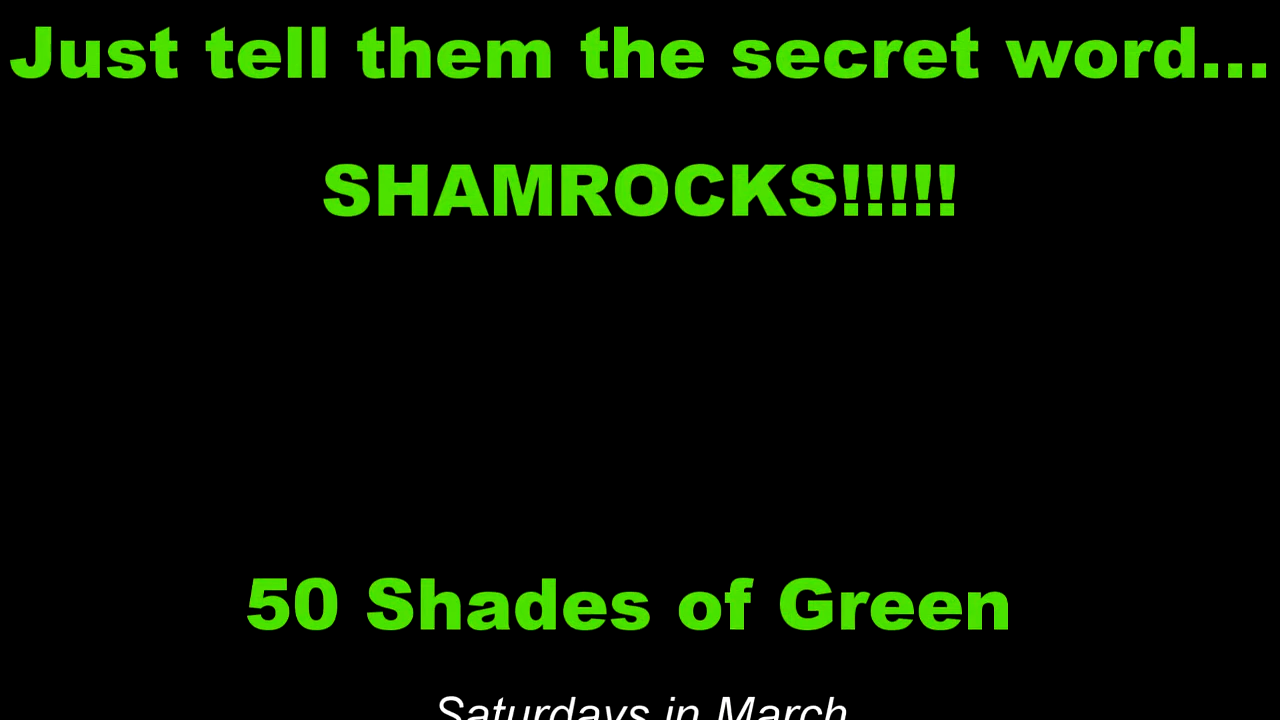 Just tell them the secret word...
SHAMROCKS!!!!!
50 Shades of Green
Saturdays in March